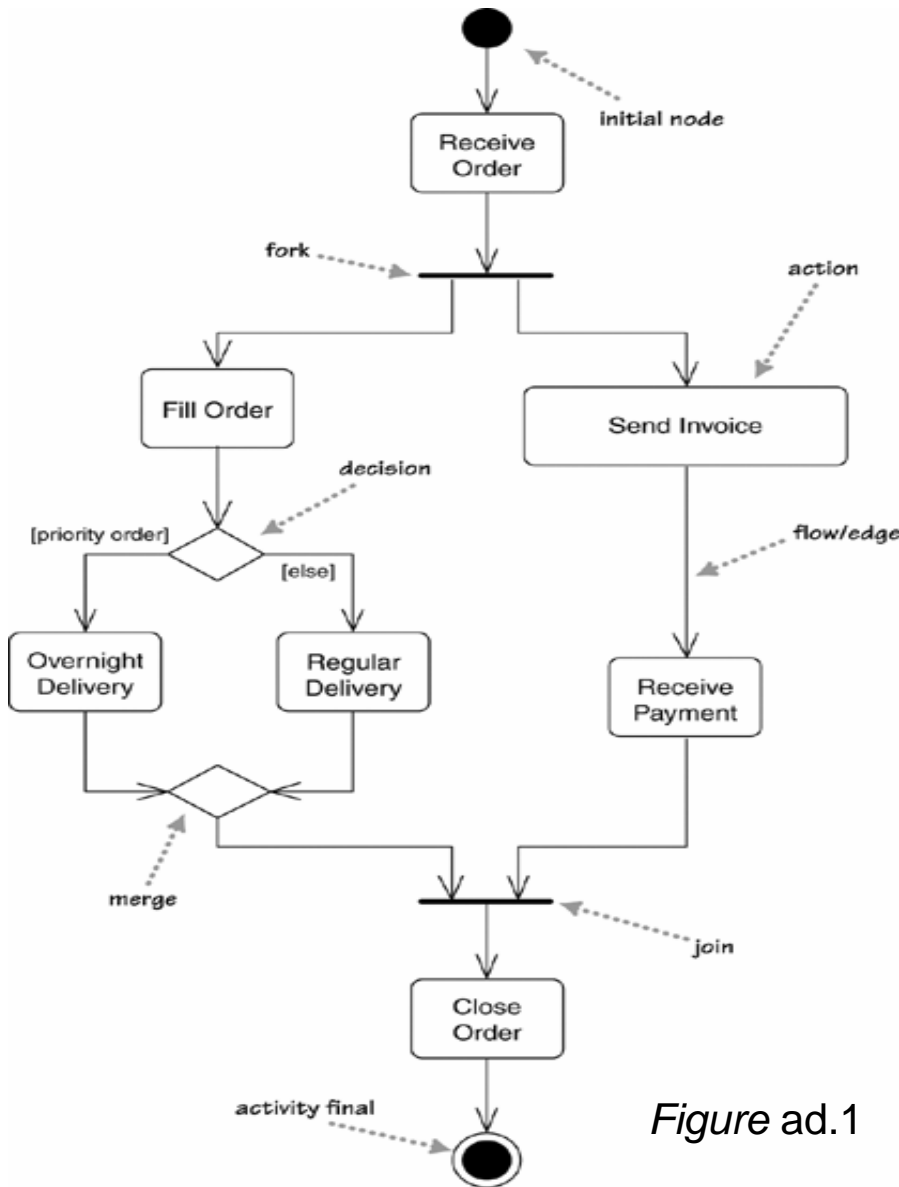 initial node
Receive
Order
fork
action
Fill Order
Send Invoice
decision
[priority order]
[else]
flow/edge
Overnight
Delivery
Regular
Delivery
Receive
Payment
merge
join
Close
Order
activity final
Figure ad.1